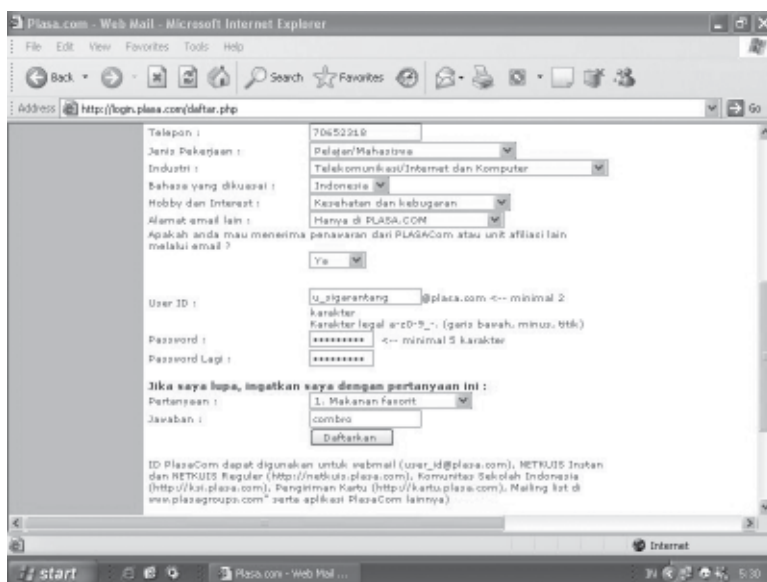 Plasa.com - Web Mail - Microsoft Internet Explorer
File Edit View Favorites Tools Help
Back Search Favorites
Address http://login.plasa.com/daftar.php Go
Telepon : 70652318
Jenis Pekerjaan : Pelajar/Mahasiswa
Industri : Telekomunikasi/Internet dan Komputer
Bahasa yang dikuasai : Indonesia
Hobby dan Interest : Kesehatan dan kebugaran
Alamat email lain : Hanya di PLASA.COM
Apakah anda mau menerima penawaran dari PLASACom atau unit afiliasi lain
melalui email ?
Ya
User ID : u_sigarantang @plasa.com <-- minimal 2
karakter
Karakter legal a-z0-9_-. (garis bawah, minus, titik)
Password : ••••••••• <-- minimal 5 karakter
Password Lagi : •••••••••
Jika saya lupa, ingatkan saya dengan pertanyaan ini :
Pertanyaan : 1. Makanan favorit
Jawaban : combro
Daftarkan
ID PlasaCom dapat digunakan untuk webmail (user_id@plasa.com), NETKUIS Instan
dan NETKUIS Reguler (http://netkuis.plasa.com), Komunitas Sekolah Indonesia
(http://ksi.plasa.com), Pengiriman Kartu (http://kartu.plasa.com), Mailing list di
www.plasagroups.com" serta aplikasi PlasaCom lainnya)
Internet
start Plasa.com - Web Mail ... IN 5:30